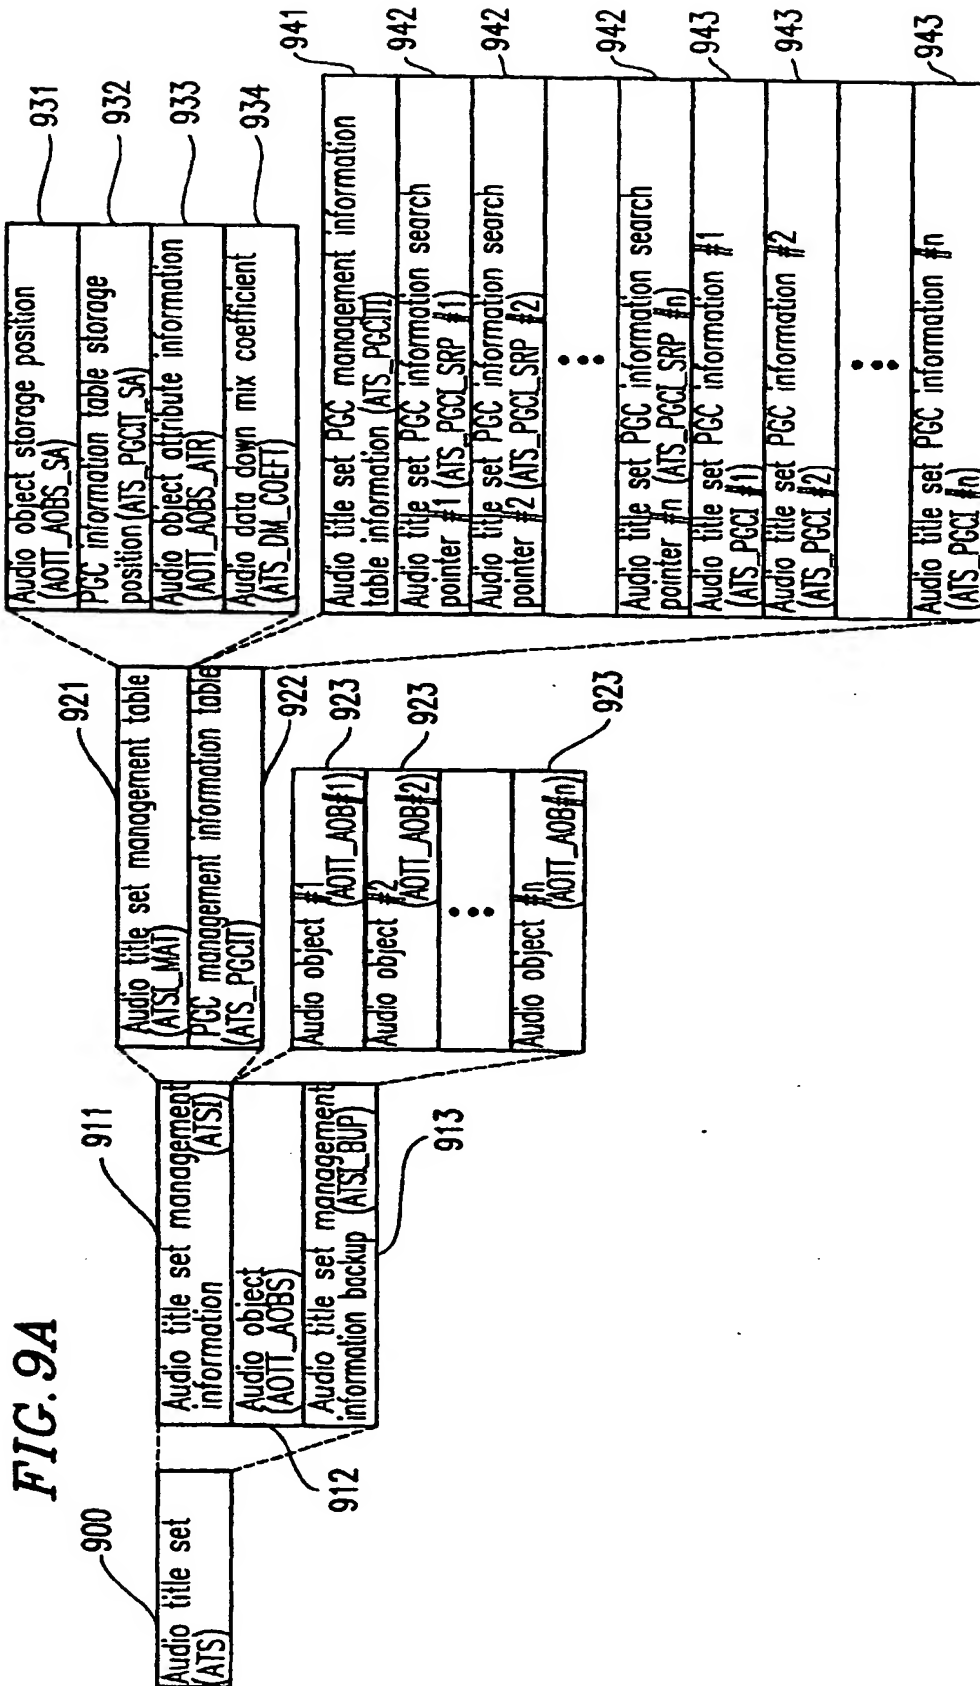 FIG. 9A
900
Audio title set
(ATS)
911
Audio title set management
information (ATSI)
Audio object
(AOTT_AOBS)
Audio title set management
information backup (ATSI_BUP)
912
913
921
Audio title set management table
(ATSI_MAT)
PGC management information table
(ATS_PGCIT)
922
Audio object #1
(AOTT_AOB#1)
923
Audio object #2
(AOTT_AOB#2)
923
Audio object #n
(AOTT_AOB#n)
923
Audio object storage position
(AOTT_AOBS_SA)
931
PGC information table storage
position (ATS_PGCIT_SA)
932
Audio object attribute information
(AOTT_AOBS_ATR)
933
Audio data down mix coefficient
(ATS_DM_COEFT)
934
Audio title set PGC management information
table information (ATS_PGCITI)
941
Audio title set PGC information search
pointer #1 (ATS_PGCI_SRP #1)
942
Audio title set PGC information search
pointer #2 (ATS_PGCI_SRP #2)
942
Audio title set PGC information search
pointer #n (ATS_PGCI_SRP #n)
942
Audio title set PGC information #1
(ATS_PGCI #1)
943
Audio title set PGC information #2
(ATS_PGCI #2)
943
Audio title set PGC information #n
(ATS_PGCI #n)
943